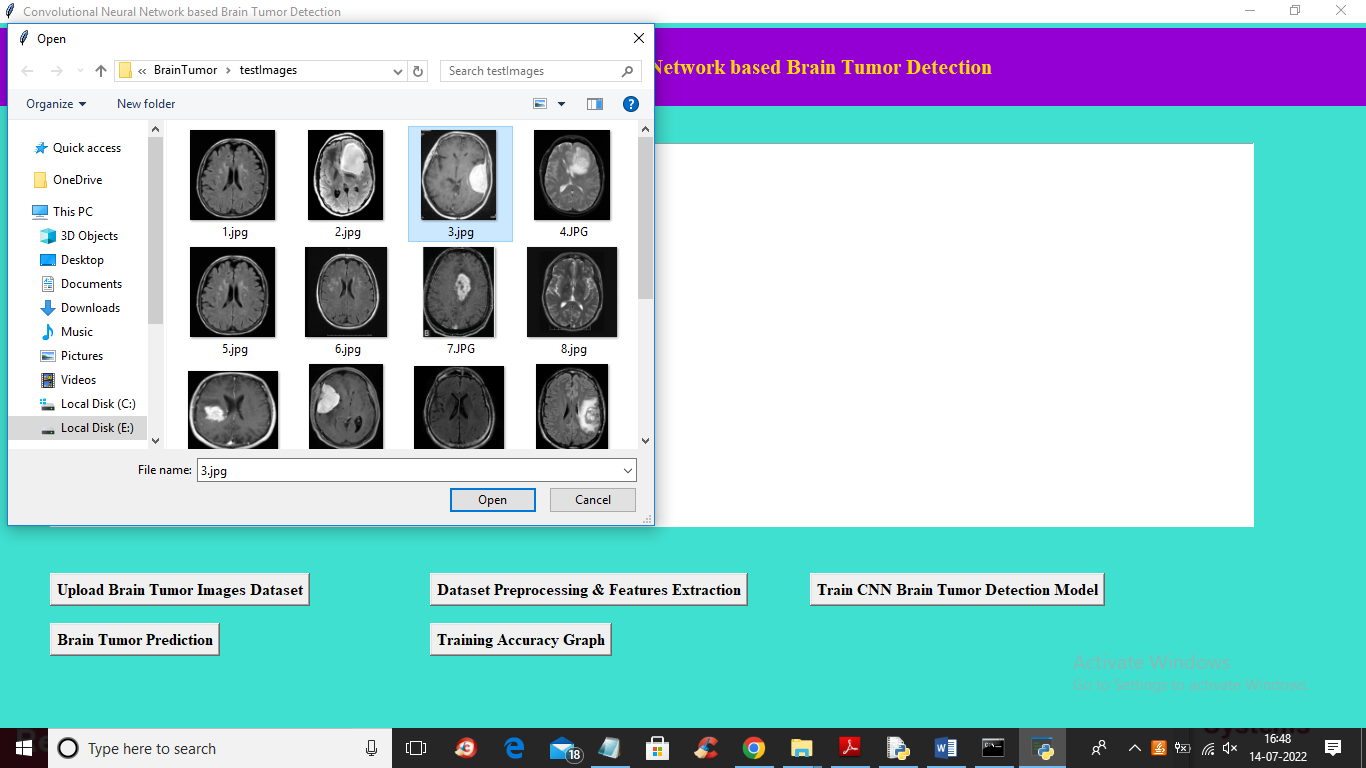 Convolutional Neural Network based Brain Tumor Detection
Open
Network based Brain Tumor Detection
« BrainTumor › testImages
Search testImages
Organize
New folder
Quick access
OneDrive
This PC
3D Objects
Desktop
Documents
Downloads
Music
Pictures
Videos
Local Disk (C:)
Local Disk (E:)
1.jpg
2.jpg
3.jpg
4.JPG
5.jpg
6.jpg
7.JPG
8.jpg
B
File name:
3.jpg
Open
Cancel
Upload Brain Tumor Images Dataset
Dataset Preprocessing & Features Extraction
Train CNN Brain Tumor Detection Model
Brain Tumor Prediction
Training Accuracy Graph
Activate Windows
Go to Settings to activate Windows.
Type here to search
18
16:48
14-07-2022